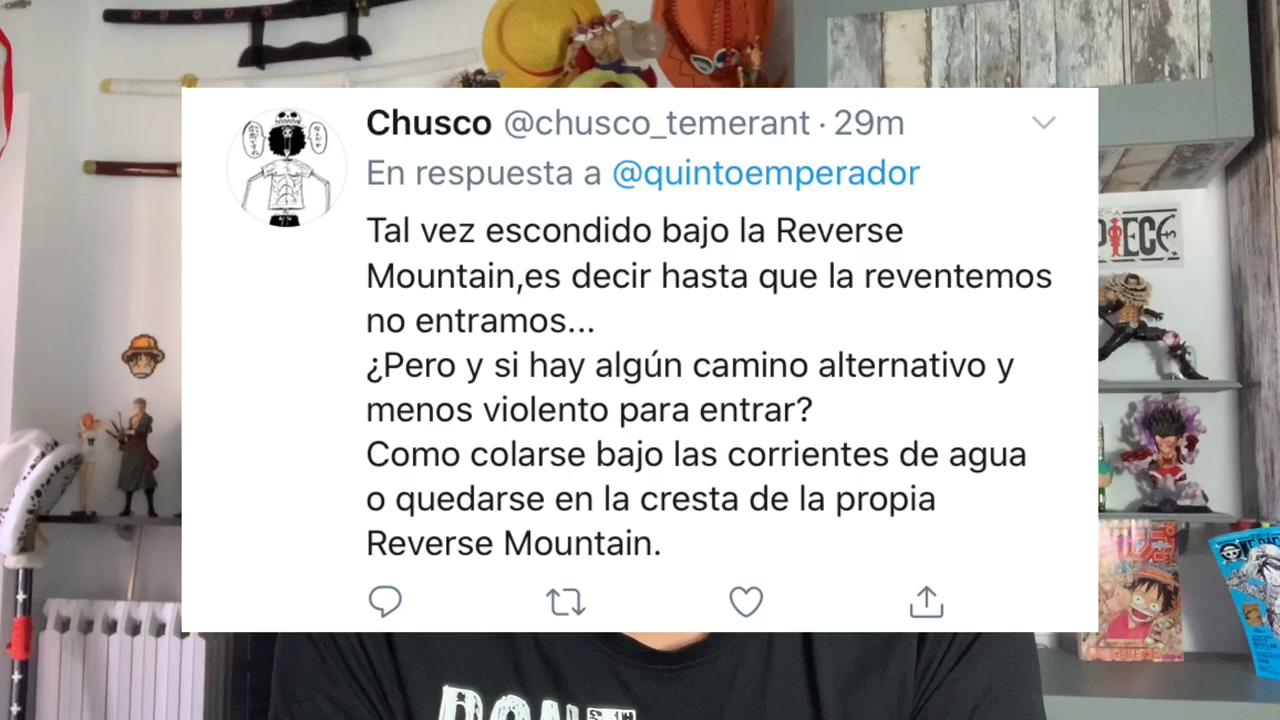 Chusco @chusco_temerant · 29m
En respuesta a @quintoemperador
Tal vez escondido bajo la Reverse
Mountain,es decir hasta que la reventemos
no entramos...
¿Pero y si hay algún camino alternativo y
menos violento para entrar?
Como colarse bajo las corrientes de agua
o quedarse en la cresta de la propia
Reverse Mountain.
PIECE